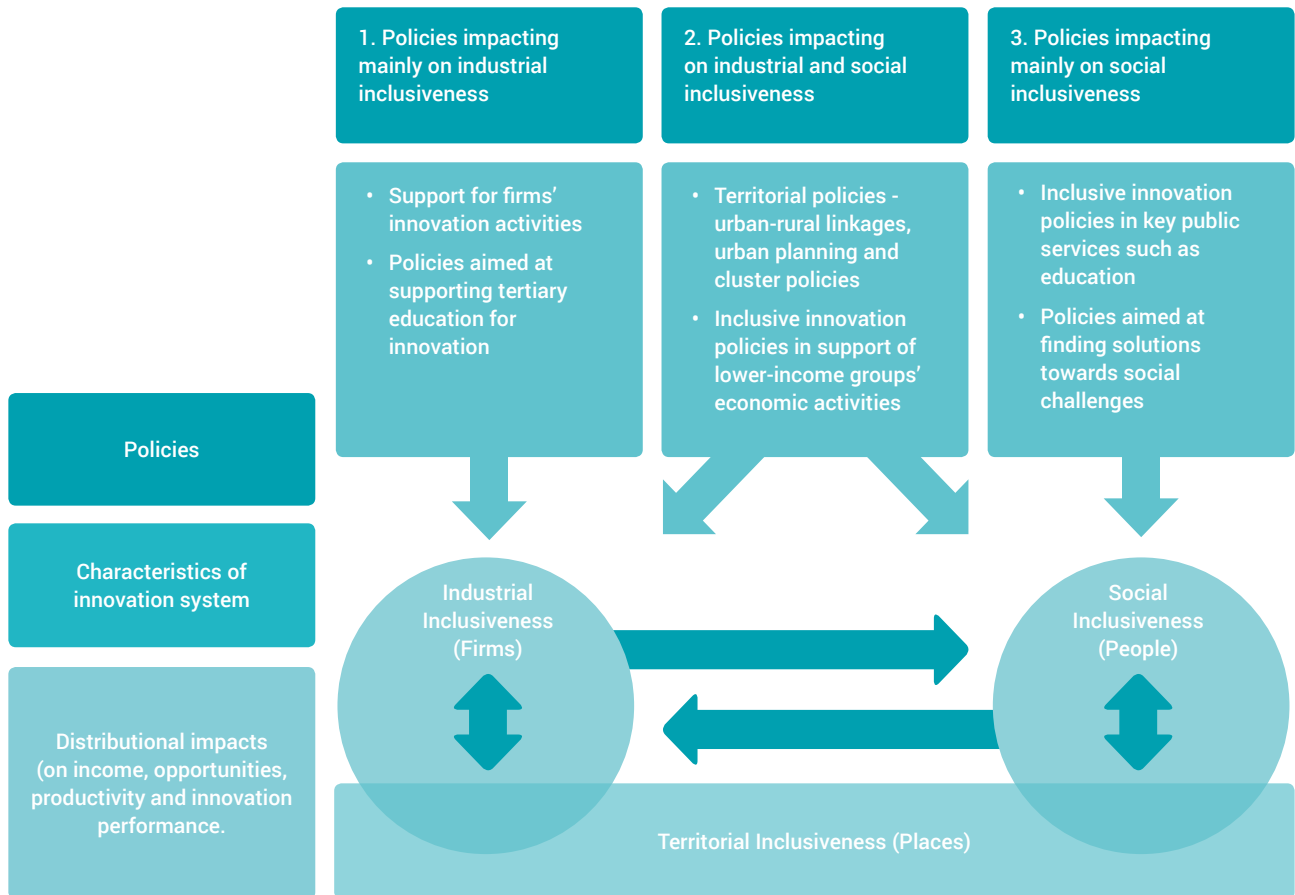 1. Policies impacting
mainly on industrial
inclusiveness
2. Policies impacting
on industrial and social
inclusiveness
3. Policies impacting
mainly on social
inclusiveness
• Support for firms’
innovation activities
• Policies aimed at
supporting tertiary
education for
innovation
• Territorial policies -
urban-rural linkages,
urban planning and
cluster policies
• Inclusive innovation
policies in support of
lower-income groups’
economic activities
• Inclusive innovation
policies in key public
services such as
education
• Policies aimed at
finding solutions
towards social
challenges
Policies
Characteristics of
innovation system
Distributional impacts
(on income, opportunities,
productivity and innovation
performance.
Industrial
Inclusiveness
(Firms)
Social
Inclusiveness
(People)
Territorial Inclusiveness (Places)